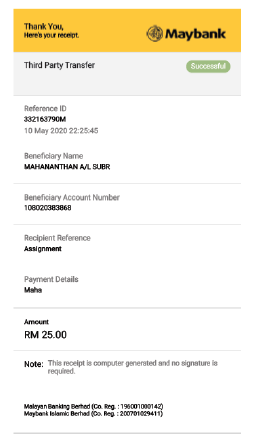 Thank You,
Here's your receipt.
Maybank
Third Party Transfer
Successful
Reference ID
332163790M
10 May 2020 22:25:45
Beneficiary Name
MAHANANTHAN A/L SUBR
Beneficiary Account Number
108020383868
Recipient Reference
Assignment
Payment Details
Maha
Amount
RM 25.00
Note: This receipt is computer generated and no signature is
required.
Malayan Banking Berhad (Co. Reg. : 196001000142)
Maybank Islamic Berhad (Co. Reg. : 200701029411)